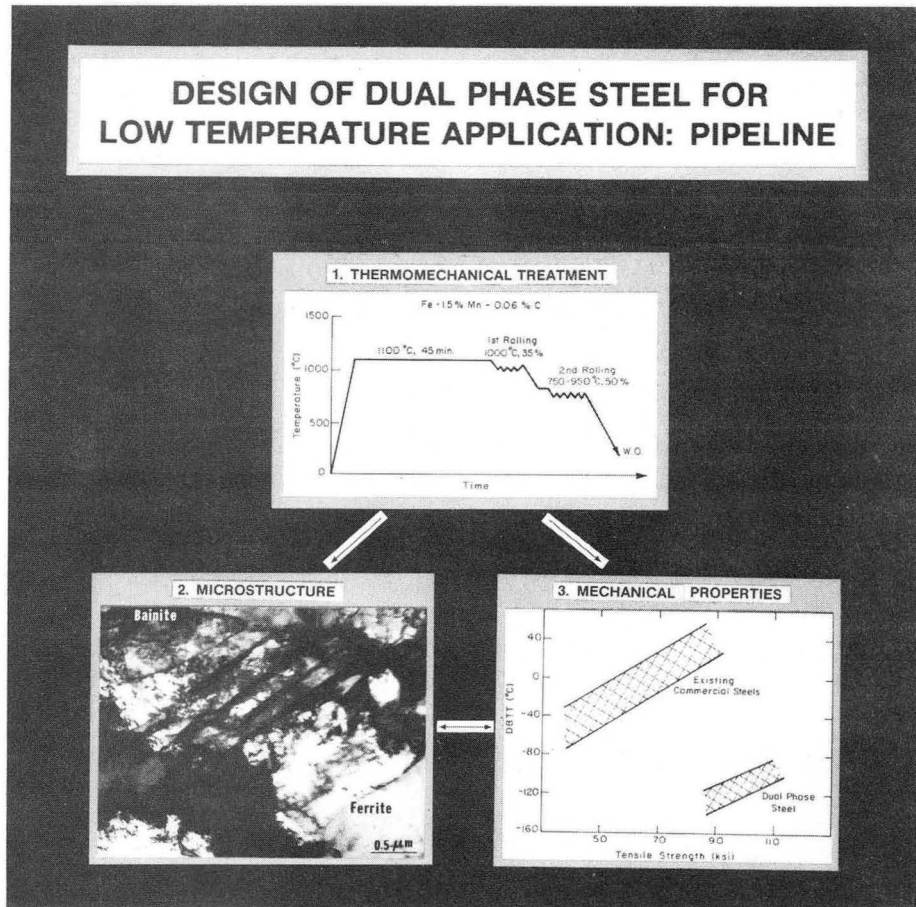 DESIGN OF DUAL PHASE STEEL FOR
LOW TEMPERATURE APPLICATION: PIPELINE
1. THERMOMECHANICAL TREATMENT
Fe - 1.5% Mn - 0.06 % C
1500
1000
500
0
Temperature (°C)
1100 °C, 45 min.
1st Rolling
1000°C, 35%
2nd Rolling
750-950 °C, 50%
W.Q.
Time
2. MICROSTRUCTURE
Bainite
Ferrite
0.5μm
3. MECHANICAL PROPERTIES
40
0
-40
-80
-120
-160
DBTT (°C)
Existing
Commercial Steels
Dual Phase
Steel
50
70
90
110
Tensile Strength (ksi)